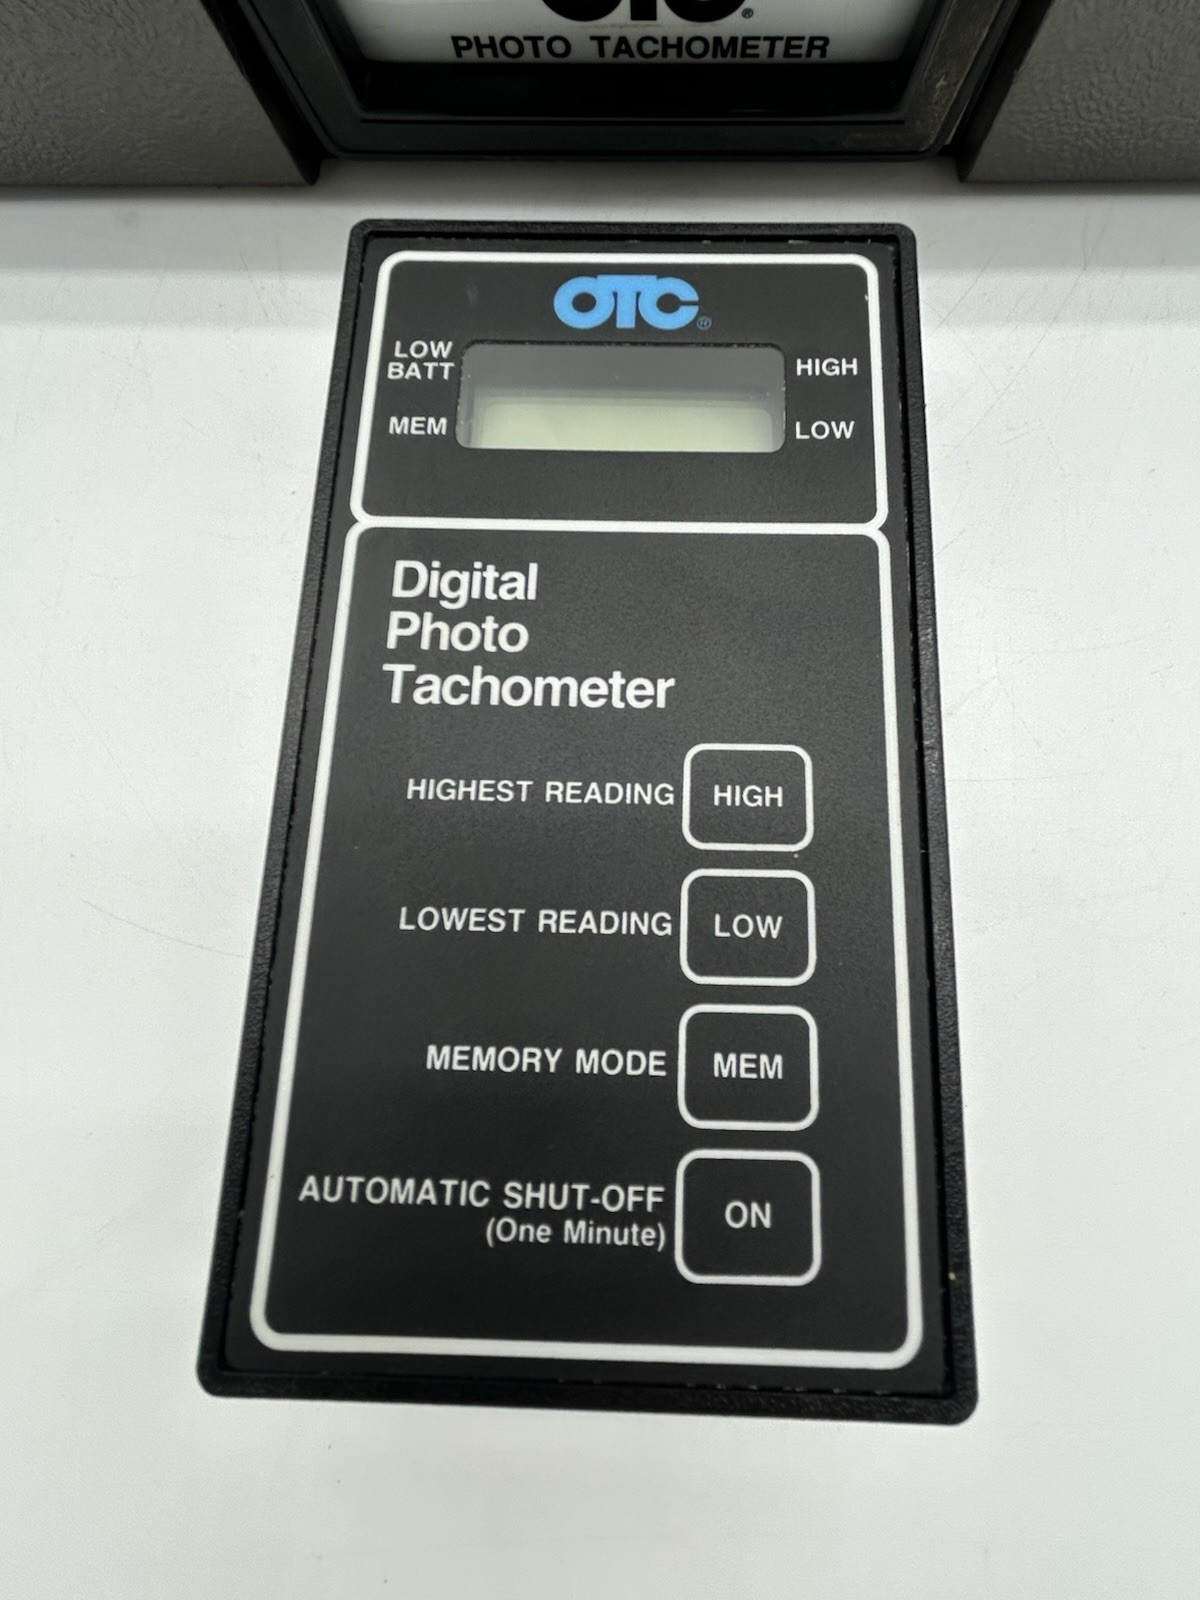 OTC®
PHOTO TACHOMETER
OTC®
LOW
BATT
HIGH
MEM
LOW
Digital
Photo
Tachometer
HIGHEST READING HIGH
LOWEST READING LOW
MEMORY MODE MEM
AUTOMATIC SHUT-OFF
(One Minute)
ON